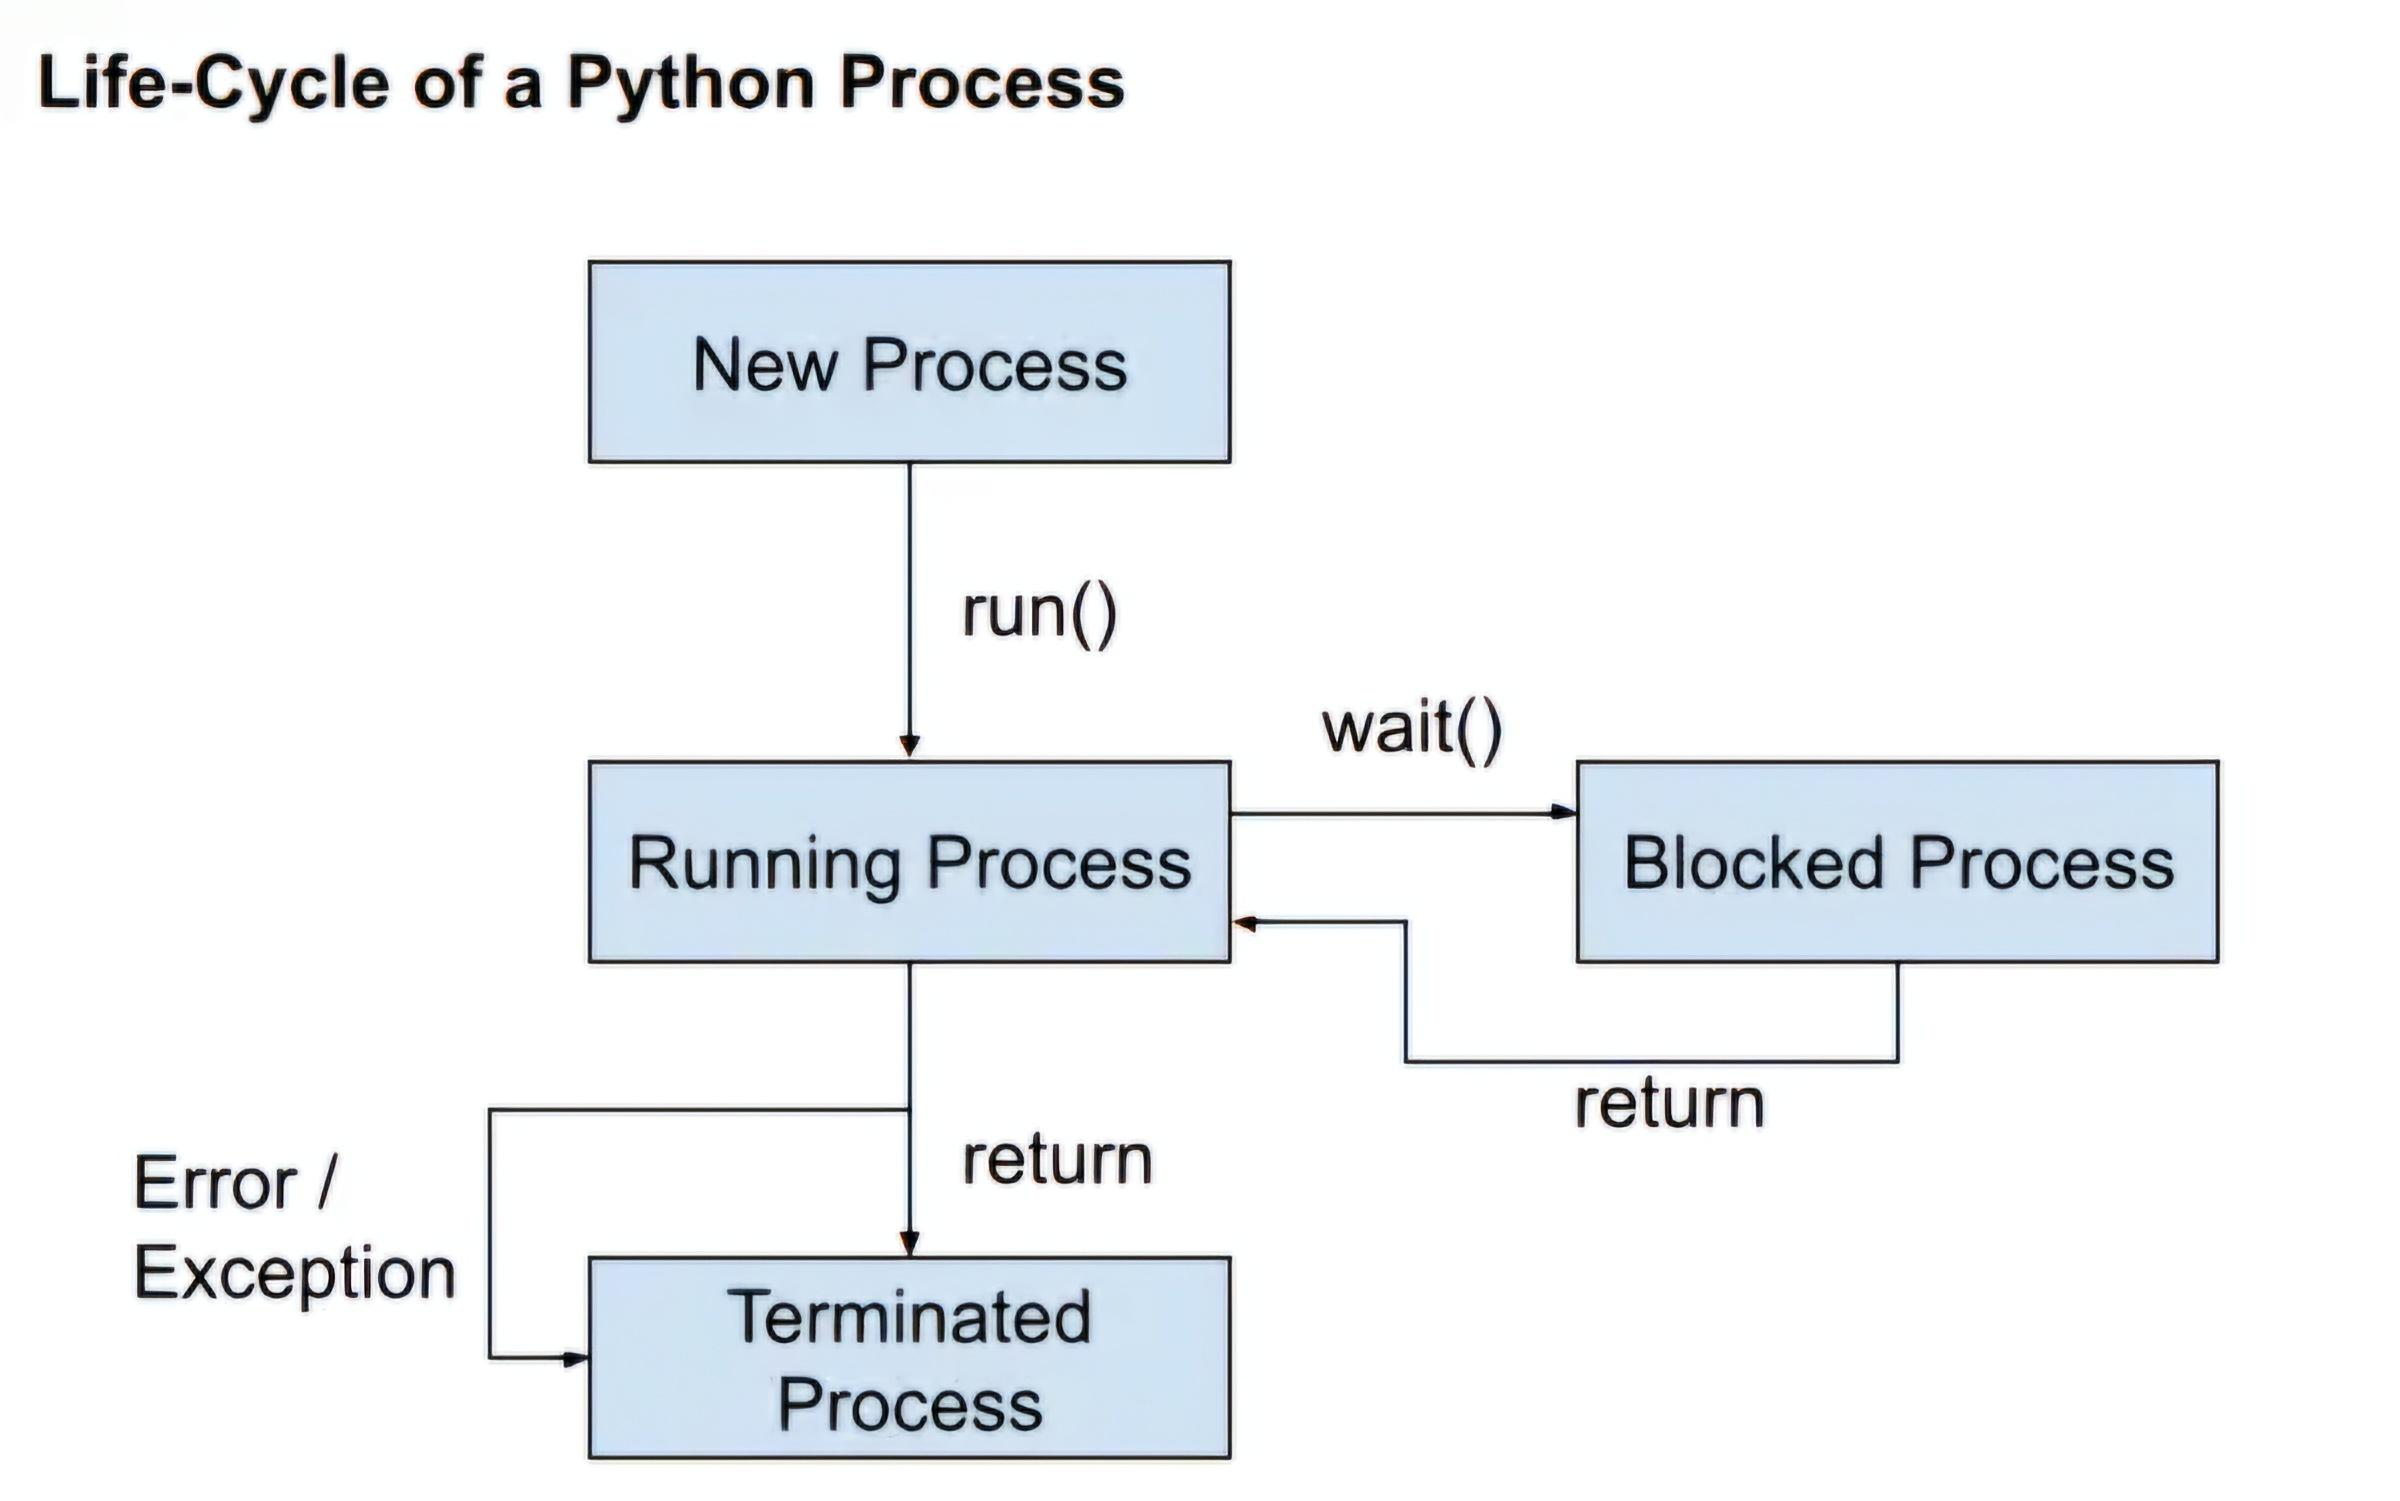 Life-Cycle of a Python Process
New Process
run()
wait()
Running Process
Blocked Process
return
return
Error /
Exception
Terminated
Process